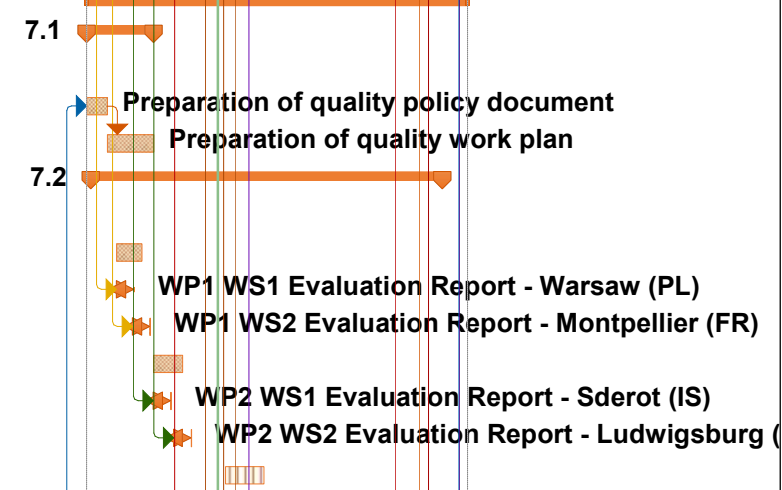 7.1
Preparation of quality policy document
Preparation of quality work plan
7.2
WP1 WS1 Evaluation Report - Warsaw (PL)
WP1 WS2 Evaluation Report - Montpellier (FR)
WP2 WS1 Evaluation Report - Sderot (IS)
WP2 WS2 Evaluation Report - Ludwigsburg (